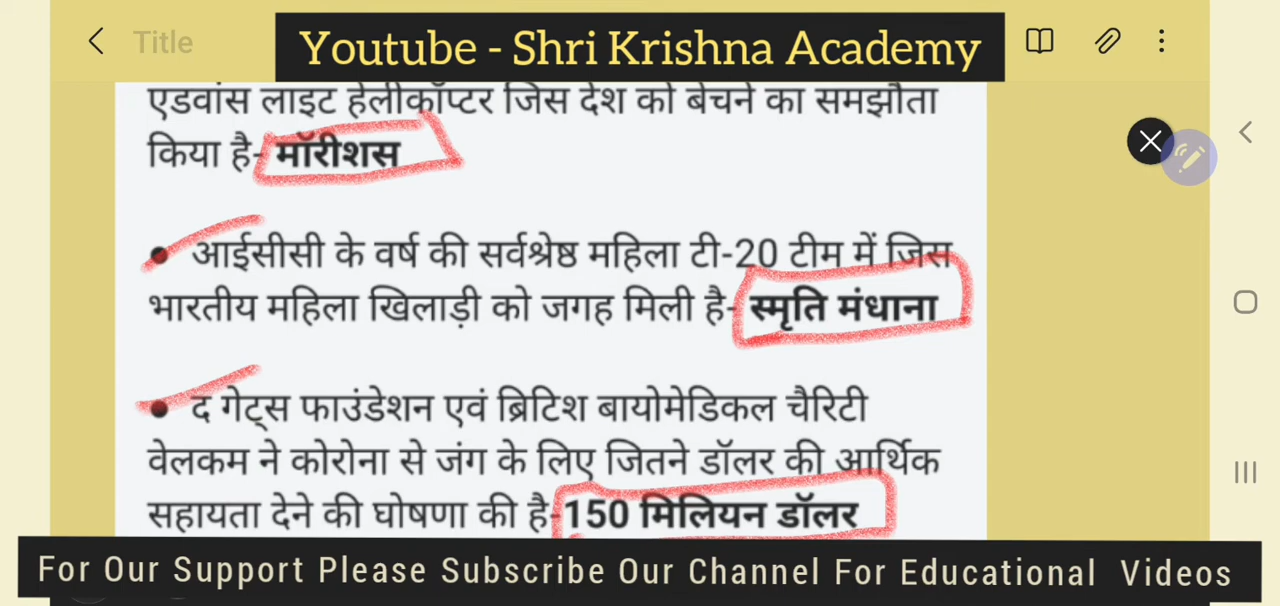 Title
Youtube - Shri Krishna Academy
एडवांस लाइट हेलीकॉप्टर जिस देश को बेचने का समझौता
किया है- मॉरीशस
● आईसीसी के वर्ष की सर्वश्रेष्ठ महिला टी-20 टीम में जिस
भारतीय महिला खिलाड़ी को जगह मिली है- स्मृति मंधाना
● द गेट्स फाउंडेशन एवं ब्रिटिश बायोमेडिकल चैरिटी
वेलकम ने कोरोना से जंग के लिए जितने डॉलर की आर्थिक
सहायता देने की घोषणा की है-150 मिलियन डॉलर
For Our Support Please Subscribe Our Channel For Educational Videos